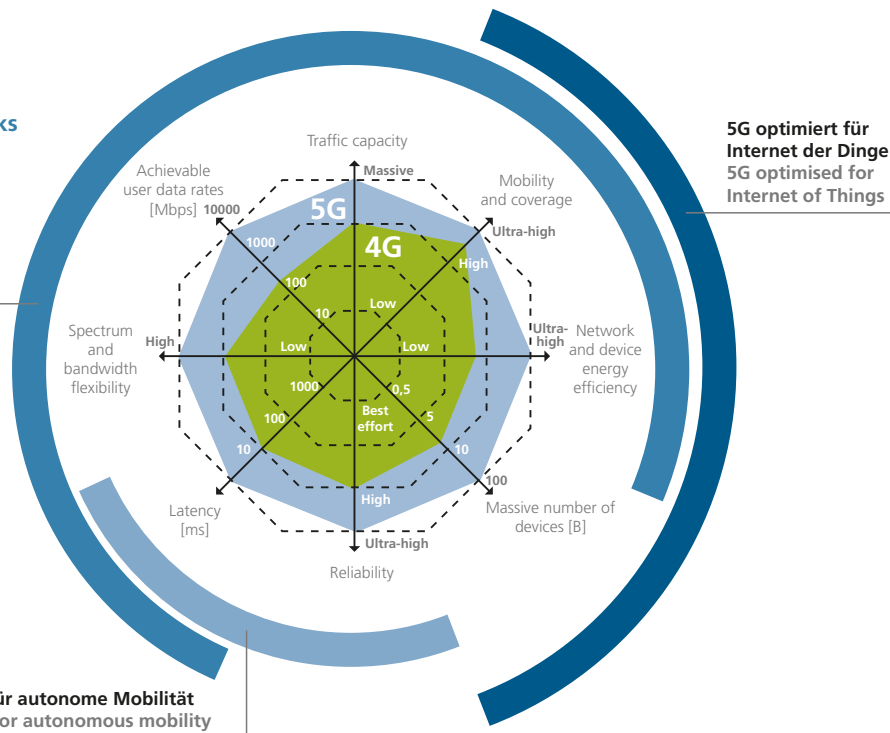 ks
5G optimiert für
Internet der Dinge
5G optimised for
Internet of Things
Traffic capacity
Massive
Achievable
user data rates
[Mbps] 10000
Mobility
and coverage
Ultra-high
5G
4G
1000
High
100
10
Low
Spectrum
and
bandwidth
flexibility
High
Low
Low
Ultra-
high
Network
and device
energy
efficiency
1000
0,5
100
Best
effort
5
10
10
100
High
Latency
[ms]
Massive number of
devices [B]
Ultra-high
Reliability
ür autonome Mobilität
or autonomous mobility